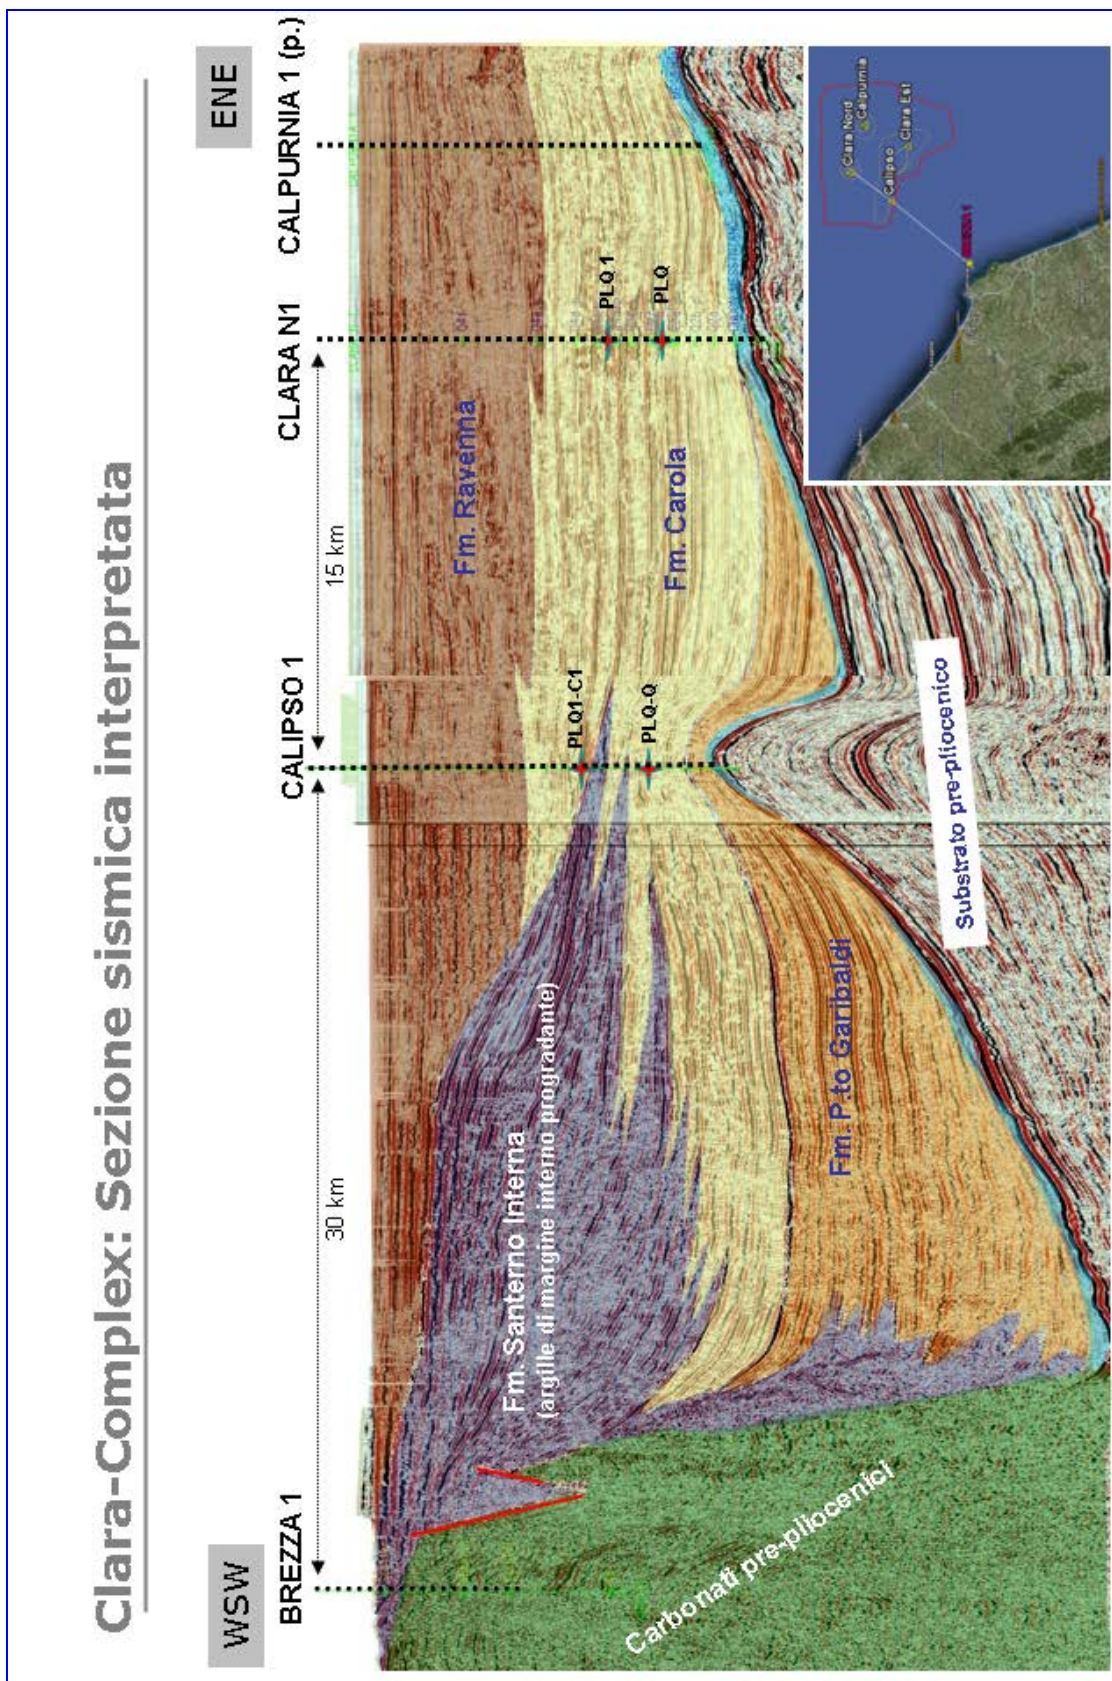 Clara-Complex: Sezione sismica interpretata
WSW
ENE
BREZZA 1
CALIPSO 1
CLARA N1
CALPURNIA 1 (p.)
30 km
15 km
Fm. Ravenna
Fm. Santerno Interna
(argille di margine interno progradante)
PLQ1-C1
PLQ-Q
PLQ 1
PLQ
Fm. Carola
Fm. P.to Garibaldi
Carbonati pre-pliocenici
Substrato pre-pliocenico
Clara Nord
Calpurnia
Calipso
Clara Est